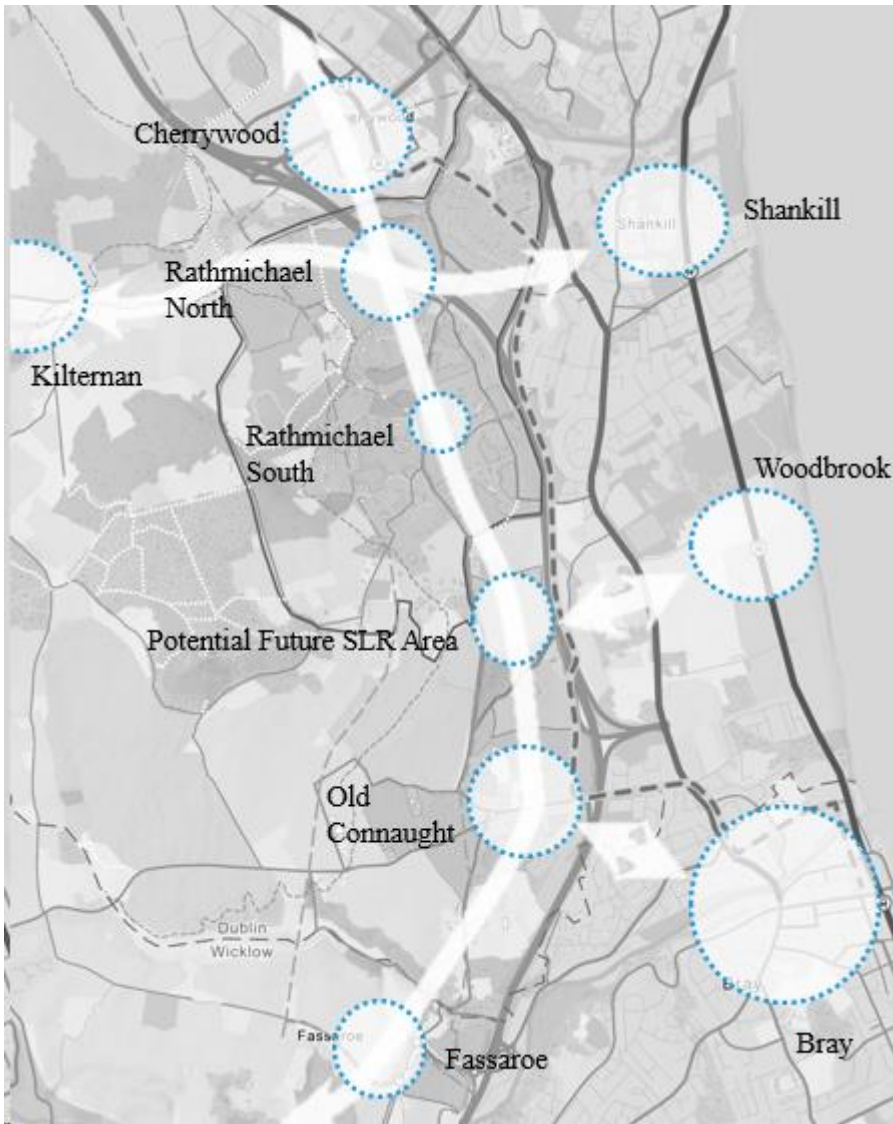 Cherrywood
Shankill
Shankill
Rathmichael
North
Kilternan
Rathmichael
South
Woodbrook
Potential Future SLR Area
Old
Connaught
Dublin
Wicklow
Bray
Fassaroe
Fassaroe
Bray